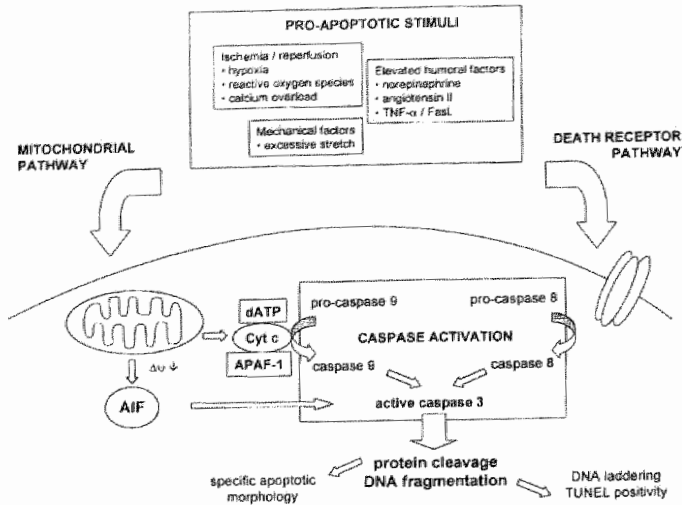 PRO-APOPTOTIC STIMULI
Ischemia / reperfusion
• hypoxia
• reactive oxygen species
• calcium overload
Elevated humoral factors
• norepinephrine
• angiotensin II
• TNF-α / FasL
Mechanical factors
• excessive stretch
MITOCHONDRIAL
PATHWAY
DEATH RECEPTOR
PATHWAY
dATP
Cyt c
APAF-1
pro-caspase 9
pro-caspase 8
CASPASE ACTIVATION
caspase 9
caspase 8
active caspase 3
Δψ
AIF
protein cleavage
DNA fragmentation
specific apoptotic
morphology
DNA laddering
TUNEL positivity